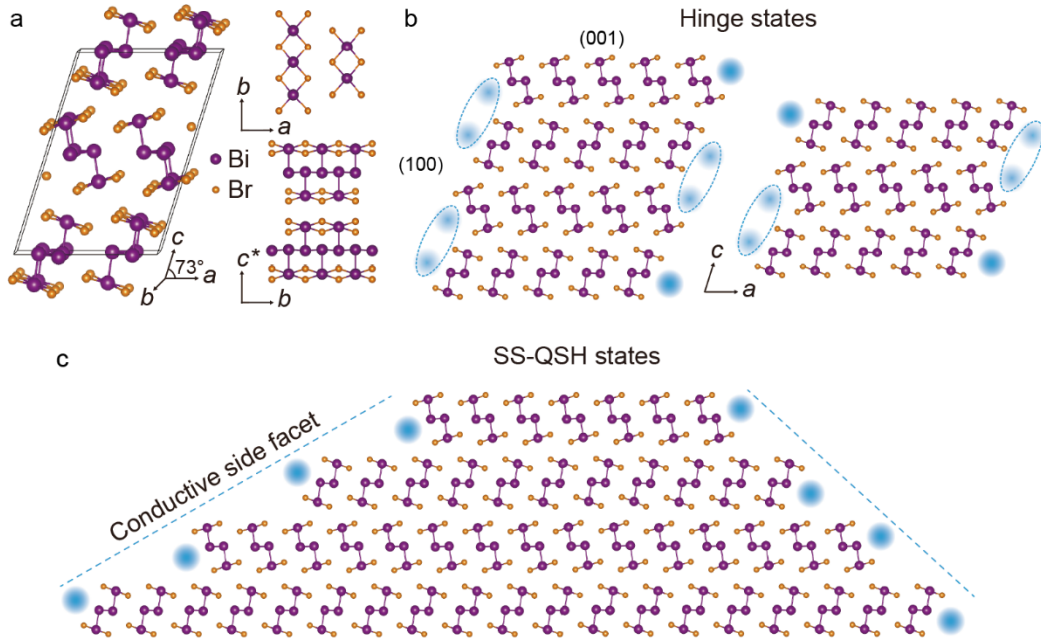 a
b
a
Bi
Br
c
73°
b
a
c*
b
b
Hinge states
(001)
(100)
c
a
c
SS-QSH states
Conductive side facet